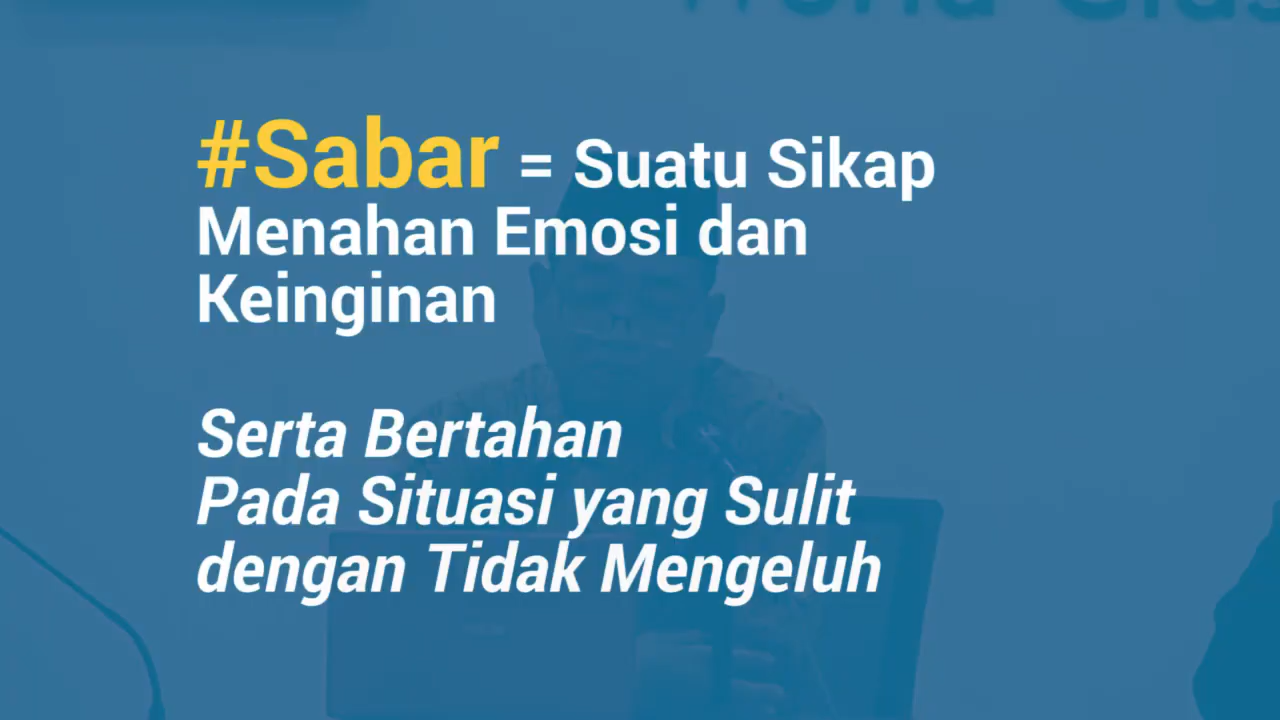 #Sabar = Suatu Sikap
Menahan Emosi dan
Keinginan
Serta Bertahan
Pada Situasi yang Sulit
dengan Tidak Mengeluh